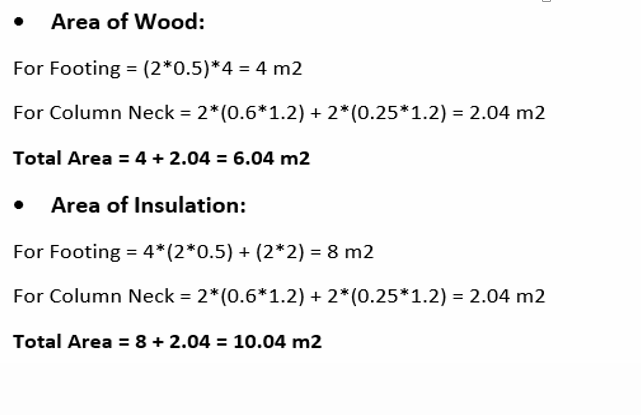 • Area of Wood:
For Footing = (2*0.5)*4 = 4 m2
For Column Neck = 2*(0.6*1.2) + 2*(0.25*1.2) = 2.04 m2
Total Area = 4 + 2.04 = 6.04 m2
• Area of Insulation:
For Footing = 4*(2*0.5) + (2*2) = 8 m2
For Column Neck = 2*(0.6*1.2) + 2*(0.25*1.2) = 2.04 m2
Total Area = 8 + 2.04 = 10.04 m2